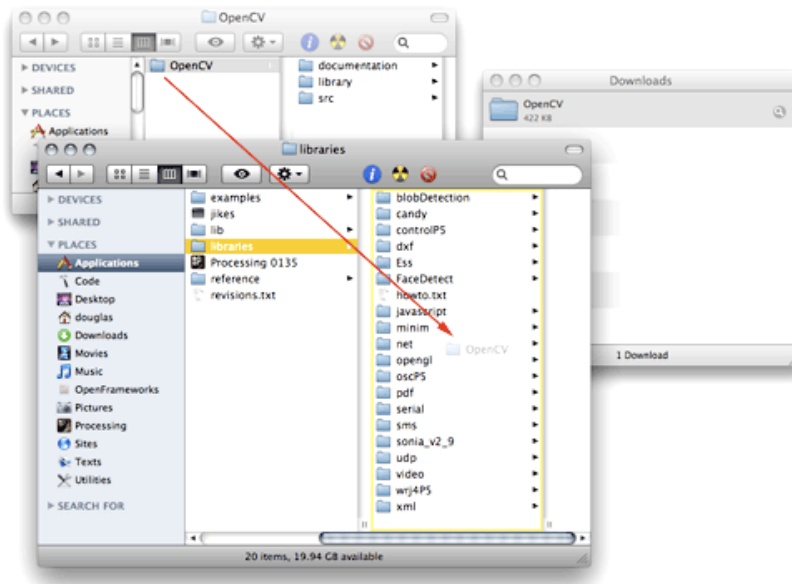 OpenCV
DEVICES
SHARED
PLACES
Applications
OpenCV
documentation
library
src
Downloads
OpenCV
422 KB
1 Download
libraries
DEVICES
SHARED
PLACES
Applications
Code
Desktop
douglas
Downloads
Movies
Music
OpenFrameworks
Pictures
Processing
Sites
Texts
Utilities
SEARCH FOR
examples
jikes
lib
libraries
Processing 0135
reference
revisions.txt
blobDetection
candy
controlP5
dxf
Ess
FaceDetect
howto.txt
javascript
minim
net
opengl
oscP5
pdf
serial
sms
sonia_v2_9
udp
video
wrj4P5
xml
OpenCV
20 items, 19.94 GB available